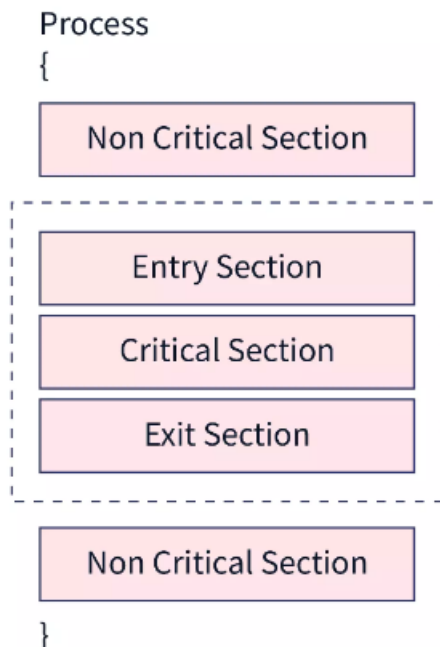 Process
{
Non Critical Section
Entry Section
Critical Section
Exit Section
Non Critical Section
}